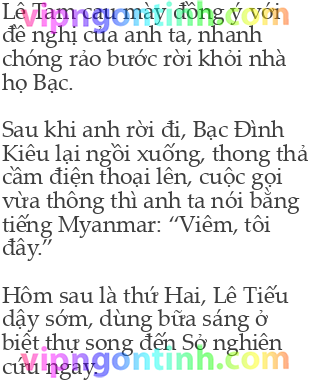 Lê Tam cau mày, đồng ý với
đề nghị của anh ta, nhanh
chóng rảo bước rời khỏi nhà
họ Bạc.
Sau khi anh rời đi, Bạc Đình
Kiêu lại ngồi xuống, thong thả
cầm điện thoại lên, cuộc gọi
vừa thông thì anh ta nói bằng
tiếng Myanmar: “Viêm, tôi
đây.”
Hôm sau là thứ Hai, Lê Tiếu
dậy sớm, dùng bữa sáng ở
biệt thự song đến Sở nghiên
cứu ngay.
vipngontinh.com
vipngontinh.com